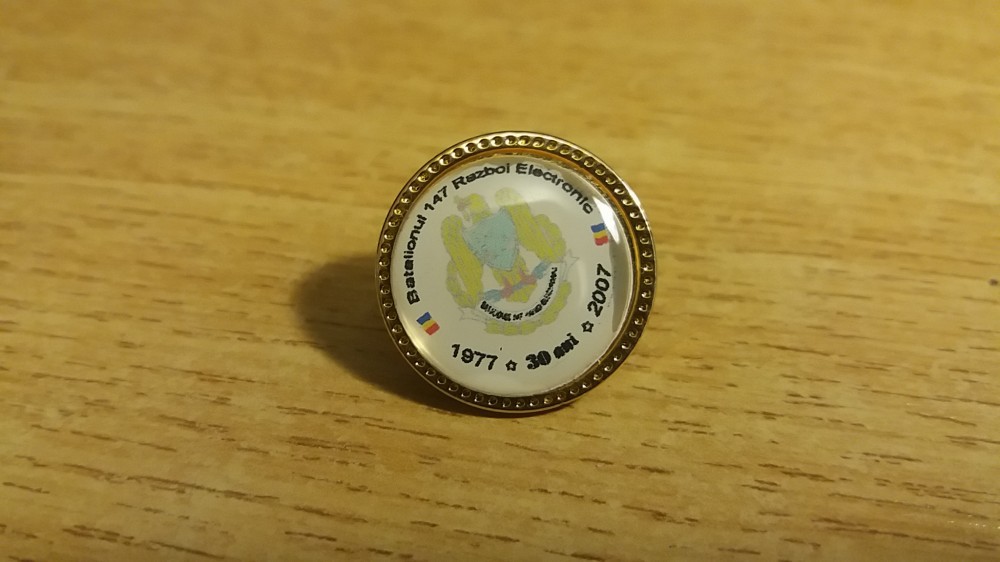 Batalionul 147 Razboi Electronic
1977 ☆ 30 ani ☆ 2007